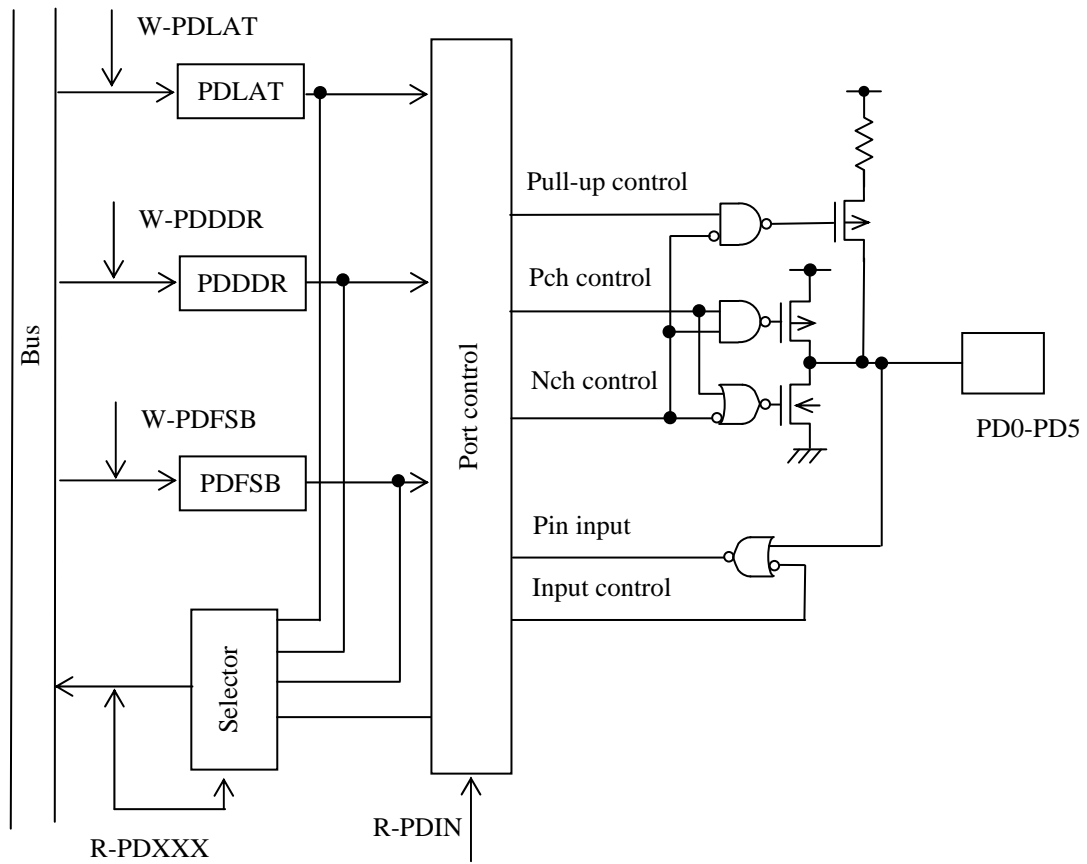 W-PDLAT
PDLAT
Pull-up control
W-PDDDR
PDDDR
Pch control
Bus
Port control
Nch control
W-PDFSB
PD0-PD5
PDFSB
Pin input
Input control
Selector
R-PDIN
R-PDXXX